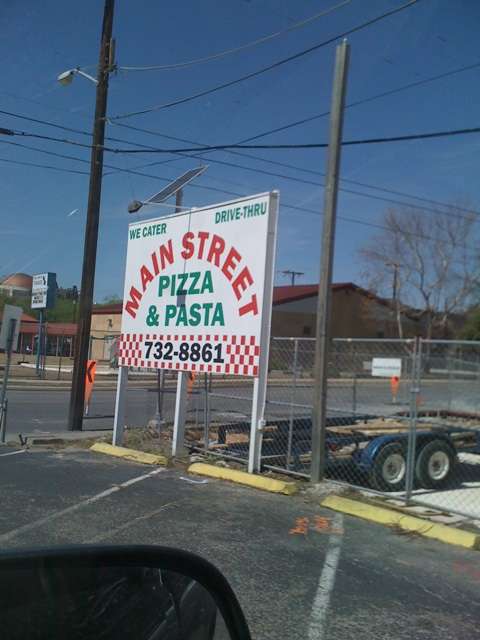 WE CATER
DRIVE-THRU
MAIN STREET
PIZZA
& PASTA
732-8861